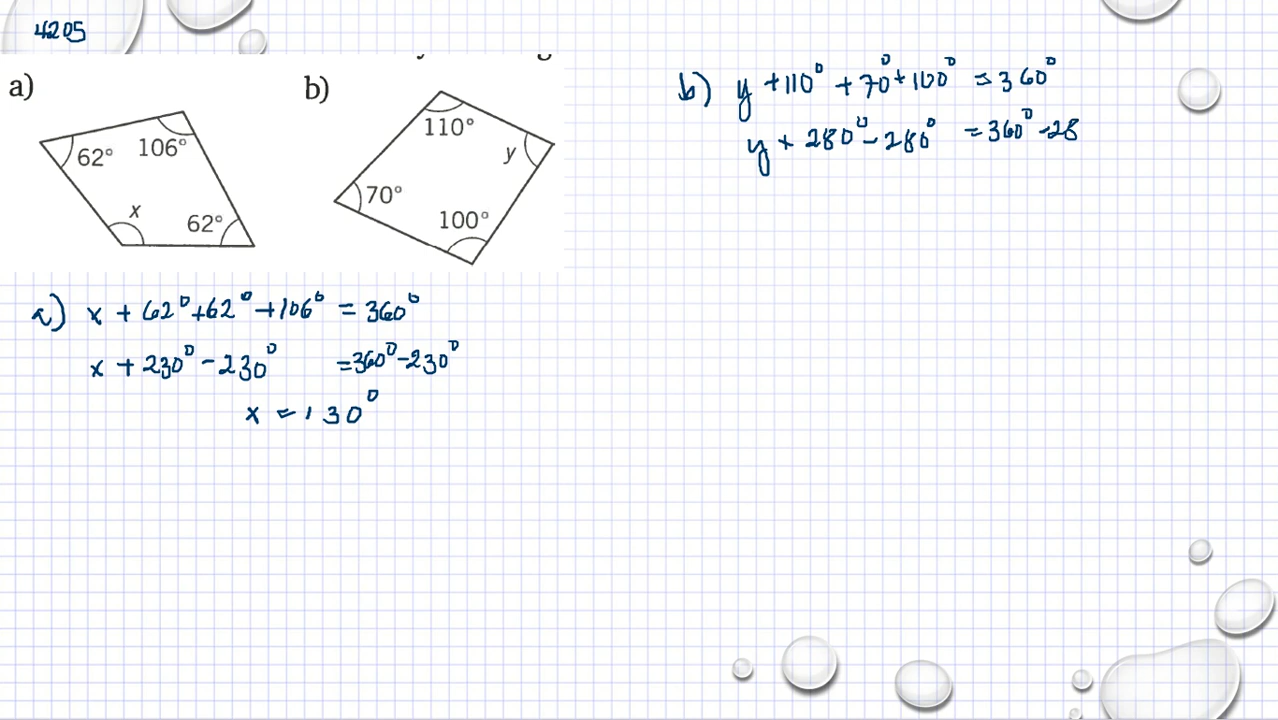 4205
a)
b)
62°
106°
x
62°
110°
y
70°
100°
a) x + 62° + 62° + 106° = 360°
x + 230° - 230° = 360° - 230°
x = 130°
b) y + 110° + 70° + 100° = 360°
y + 280° - 280° = 360° - 28